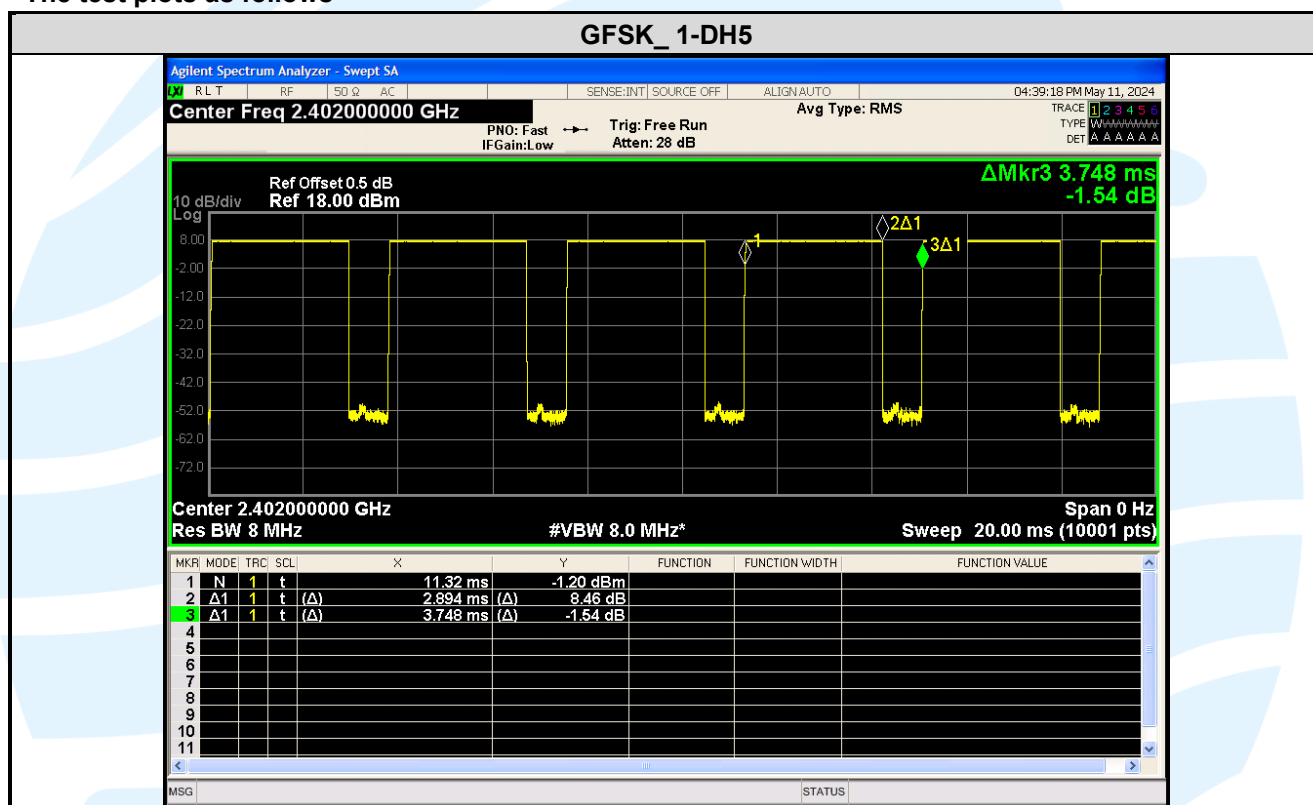 The test plots as follows
GFSK_ 1-DH5
Agilent Spectrum Analyzer - Swept SA
LXI RLT RF 50 Ω AC SENSE:INT SOURCE OFF ALIGN AUTO 04:39:18 PM May 11, 2024
Center Freq 2.402000000 GHz Avg Type: RMS TRACE 1 2 3 4 5 6
PNO: Fast Trig: Free Run TYPE WWWWWW
IFGain:Low Atten: 28 dB DET A A A A A A
ΔMkr3 3.748 ms
-1.54 dB
Ref Offset 0.5 dB
10 dB/div Ref 18.00 dBm
Log
2Δ1
8.00
1
3Δ1
-2.00
-12.0
-22.0
-32.0
-42.0
-52.0
-62.0
-72.0
Center 2.402000000 GHz Span 0 Hz
Res BW 8 MHz #VBW 8.0 MHz* Sweep 20.00 ms (10001 pts)
MKR MODE TRC SCL X Y FUNCTION FUNCTION WIDTH FUNCTION VALUE
1 N 1 t 11.32 ms -1.20 dBm
2 Δ1 1 t (Δ) 2.894 ms (Δ) 8.46 dB
3 Δ1 1 t (Δ) 3.748 ms (Δ) -1.54 dB
4
5
6
7
8
9
10
11
MSG STATUS